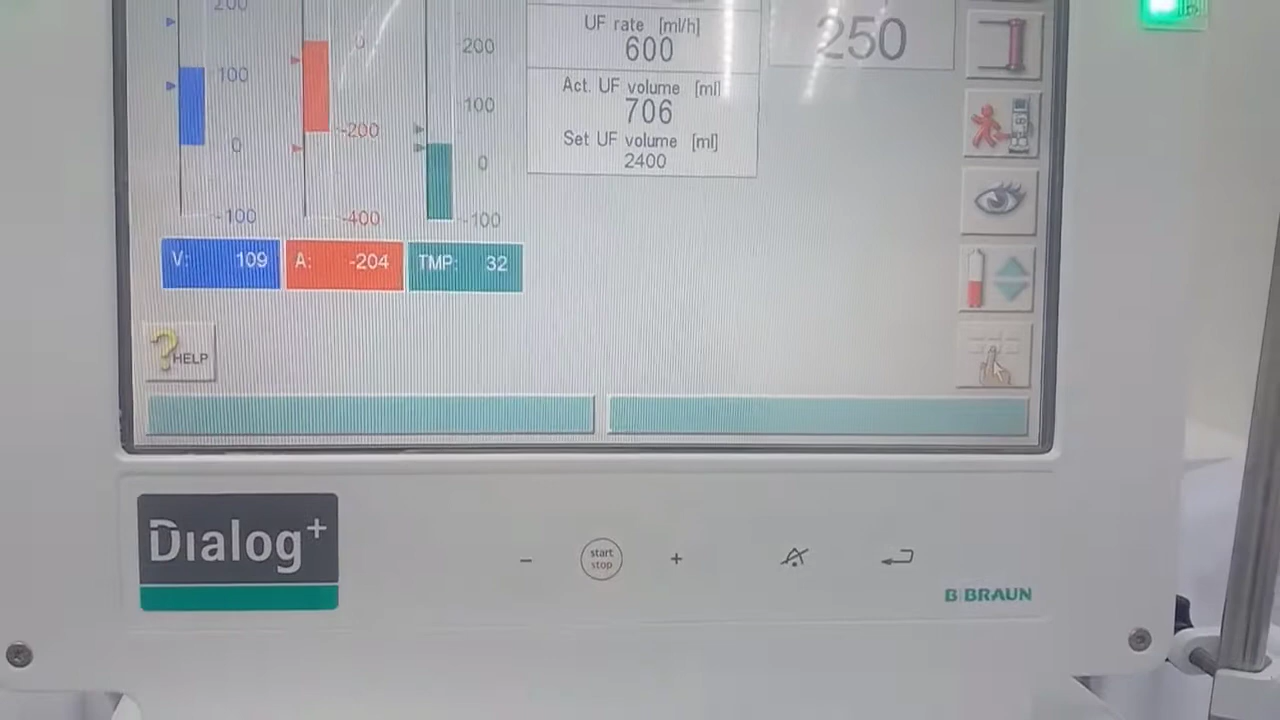 200
100
0
-100
0
-200
-400
200
100
0
-100
UF rate [ml/h]
600
Act. UF volume [ml]
706
Set UF volume [ml]
2400
250
V: 109
A: -204
TMP: 32
? HELP
Dialog+
- start stop +
B BRAUN